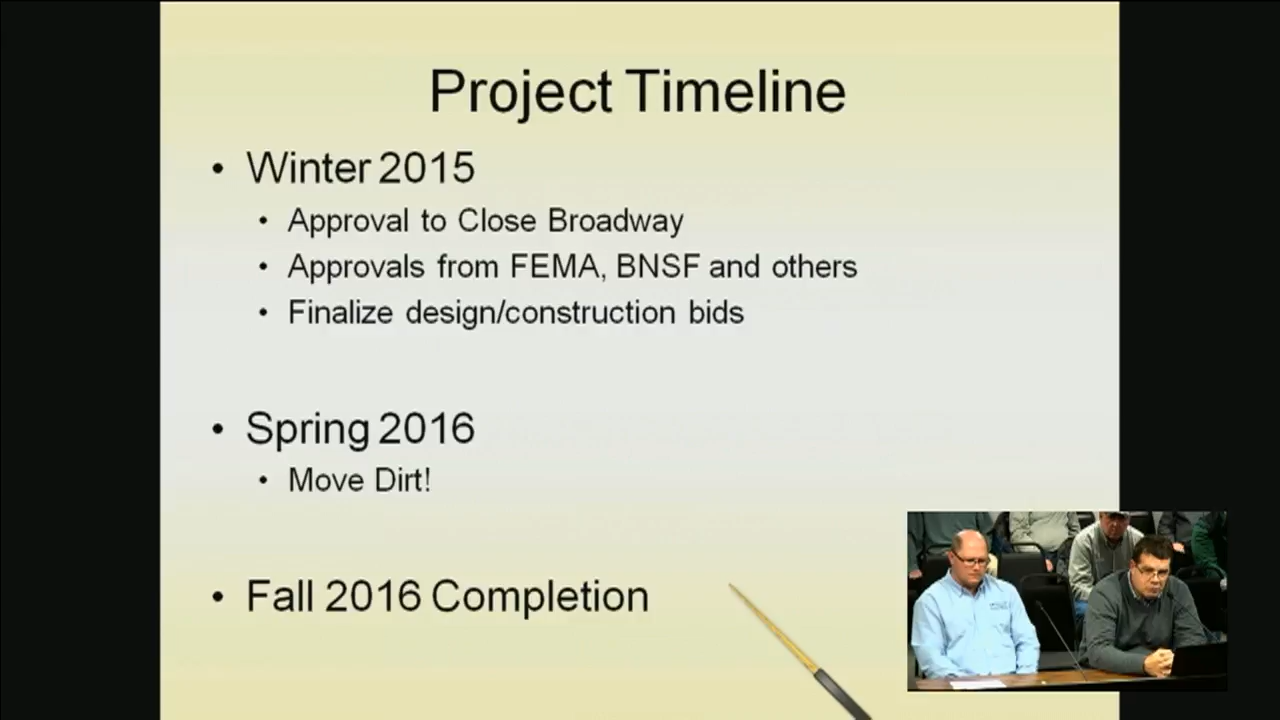 Project Timeline
• Winter 2015
• Approval to Close Broadway
• Approvals from FEMA, BNSF and others
• Finalize design/construction bids
• Spring 2016
• Move Dirt!
• Fall 2016 Completion